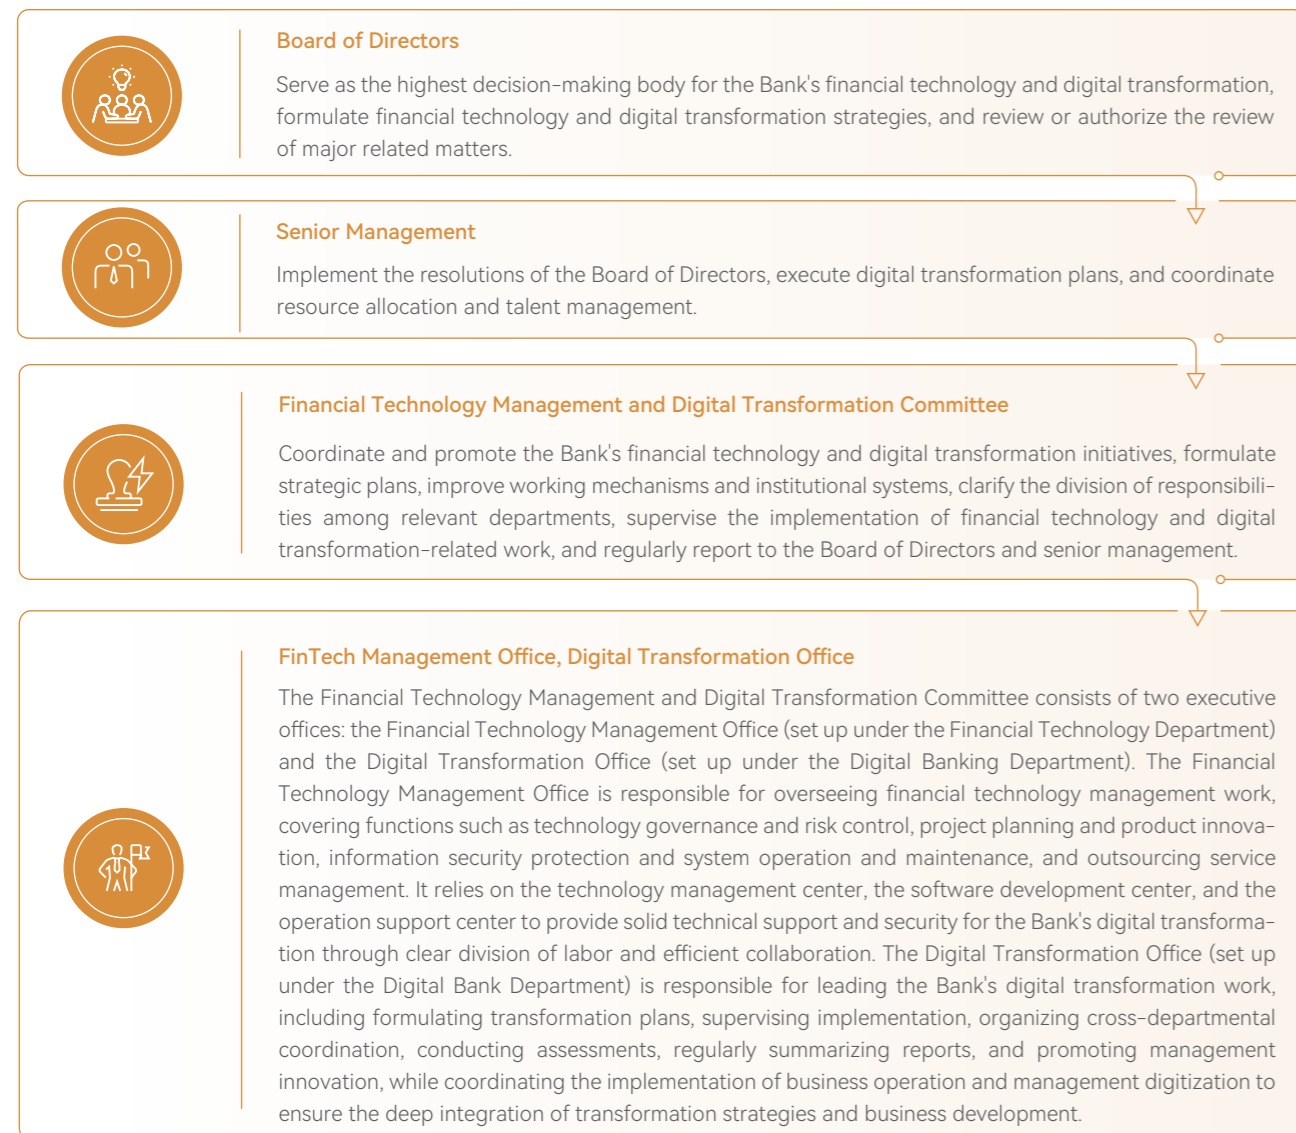 Board of Directors
Serve as the highest decision-making body for the Bank's financial technology and digital transformation,
formulate financial technology and digital transformation strategies, and review or authorize the review
of major related matters.
Senior Management
Implement the resolutions of the Board of Directors, execute digital transformation plans, and coordinate
resource allocation and talent management.
Financial Technology Management and Digital Transformation Committee
Coordinate and promote the Bank's financial technology and digital transformation initiatives, formulate
strategic plans, improve working mechanisms and institutional systems, clarify the division of responsibili-
ties among relevant departments, supervise the implementation of financial technology and digital
transformation-related work, and regularly report to the Board of Directors and senior management.
FinTech Management Office, Digital Transformation Office
The Financial Technology Management and Digital Transformation Committee consists of two executive
offices: the Financial Technology Management Office (set up under the Financial Technology Department)
and the Digital Transformation Office (set up under the Digital Banking Department). The Financial
Technology Management Office is responsible for overseeing financial technology management work,
covering functions such as technology governance and risk control, project planning and product innova-
tion, information security protection and system operation and maintenance, and outsourcing service
management. It relies on the technology management center, the software development center, and the
operation support center to provide solid technical support and security for the Bank's digital transforma-
tion through clear division of labor and efficient collaboration. The Digital Transformation Office (set up
under the Digital Bank Department) is responsible for leading the Bank's digital transformation work,
including formulating transformation plans, supervising implementation, organizing cross-departmental
coordination, conducting assessments, regularly summarizing reports, and promoting management
innovation, while coordinating the implementation of business operation and management digitization to
ensure the deep integration of transformation strategies and business development.